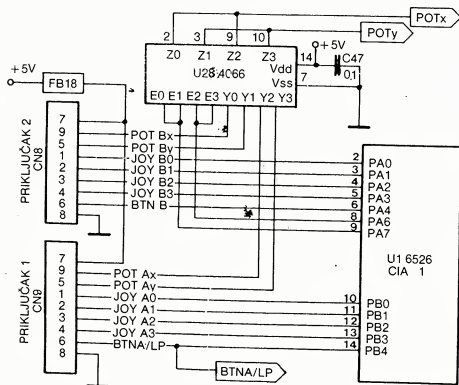 POTx
POTy
2 3 9 10
Z0 Z1 Z2 Z3
+5V
14
C47
0,1
U28 4066
Vdd
Vss
7
E0 E1 E2 E3 Y0 Y1 Y2 Y3
+5V
FB18
PRIKLJUČAK 2
CN8
7
9 POT Bx
5 POT By
1 JOY B0
2 JOY B1
3 JOY B2
4 JOY B3
6 BTN B
8
2 PA0
3 PA1
4 PA2
5 PA3
6 PA4
8 PA6
9 PA7
U1 6526
CIA 1
PRIKLJUČAK 1
CN9
7
9 POT Ax
5 POT Ay
1 JOY A0
2 JOY A1
3 JOY A2
4 JOY A3
6 BTNA/LP
8
10 PB0
11 PB1
12 PB2
13 PB3
14 PB4
BTNA/LP